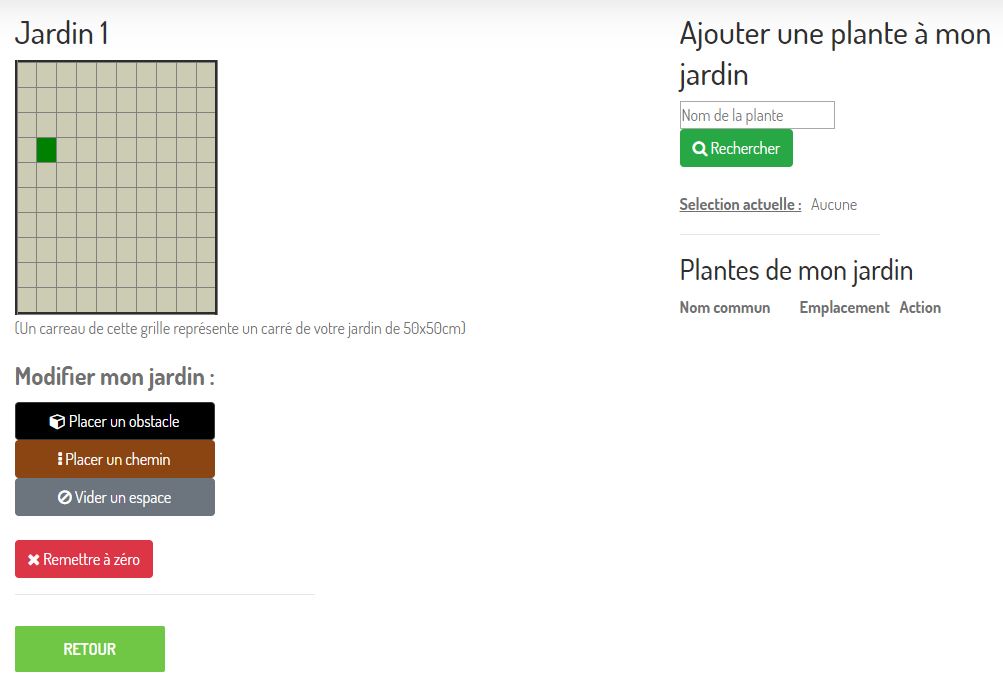 Jardin 1
(Un carreau de cette grille représente un carré de votre jardin de 50x50cm)
Modifier mon jardin :
Placer un obstacle
Placer un chemin
Vider un espace
Remettre à zéro
RETOUR
Ajouter une plante à mon
jardin
Nom de la plante
Rechercher
Selection actuelle : Aucune
Plantes de mon jardin
Nom commun Emplacement Action